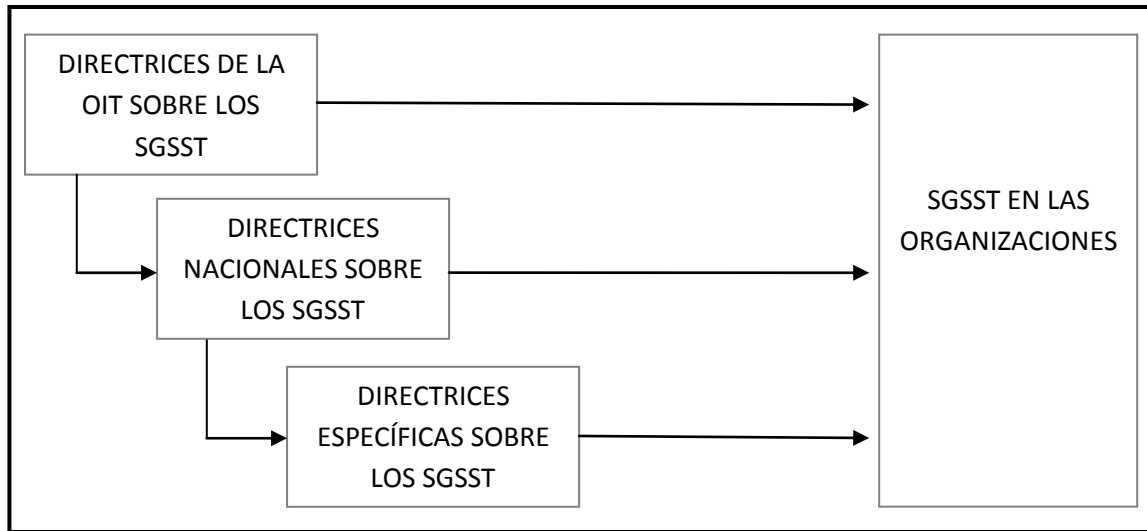 DIRECTRICES DE LA
OIT SOBRE LOS
SGSST
DIRECTRICES
NACIONALES SOBRE
LOS SGSST
DIRECTRICES
ESPECÍFICAS SOBRE
LOS SGSST
SGSST EN LAS
ORGANIZACIONES